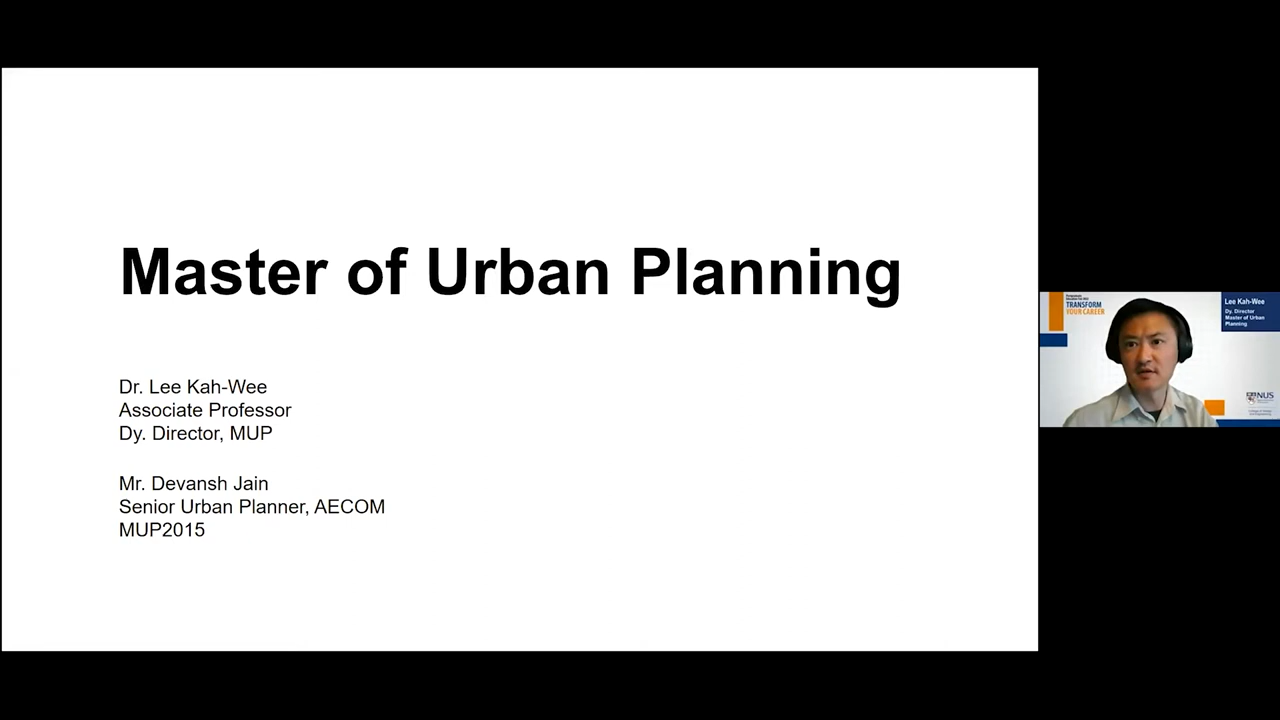 Master of Urban Planning
Dr. Lee Kah-Wee
Associate Professor
Dy. Director, MUP
Mr. Devansh Jain
Senior Urban Planner, AECOM
MUP2015
TRANSFORM
YOUR CAREER
Lee Kah-Wee
Dy. Director
Master of Urban
Planning
NUS